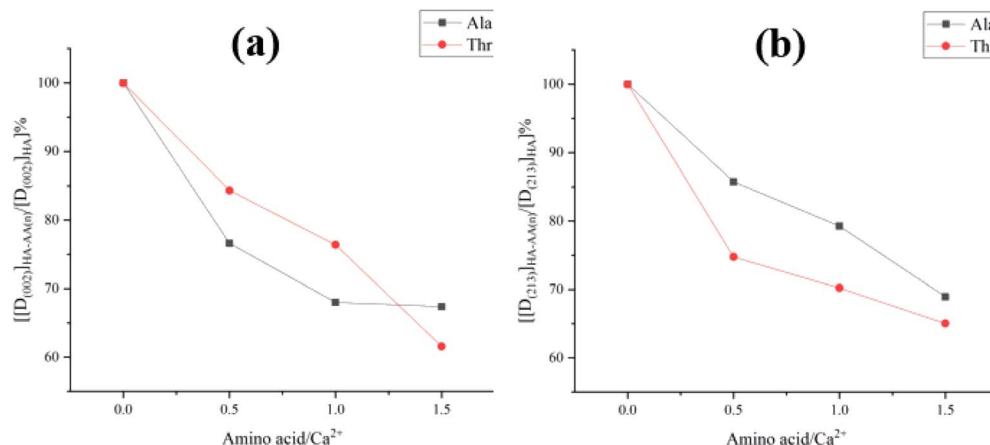 (a)
Ala
Thr
100
90
80
70
60
[[D(002)]HA-AA(n)/[D(002)]HA]%
0.0
0.5
1.0
1.5
Amino acid/Ca2+
(b)
Ala
Th
100
90
80
70
60
[[D(213)]HA-AA(n)/[D(213)]HA]%
0.0
0.5
1.0
1.5
Amino acid/Ca2+